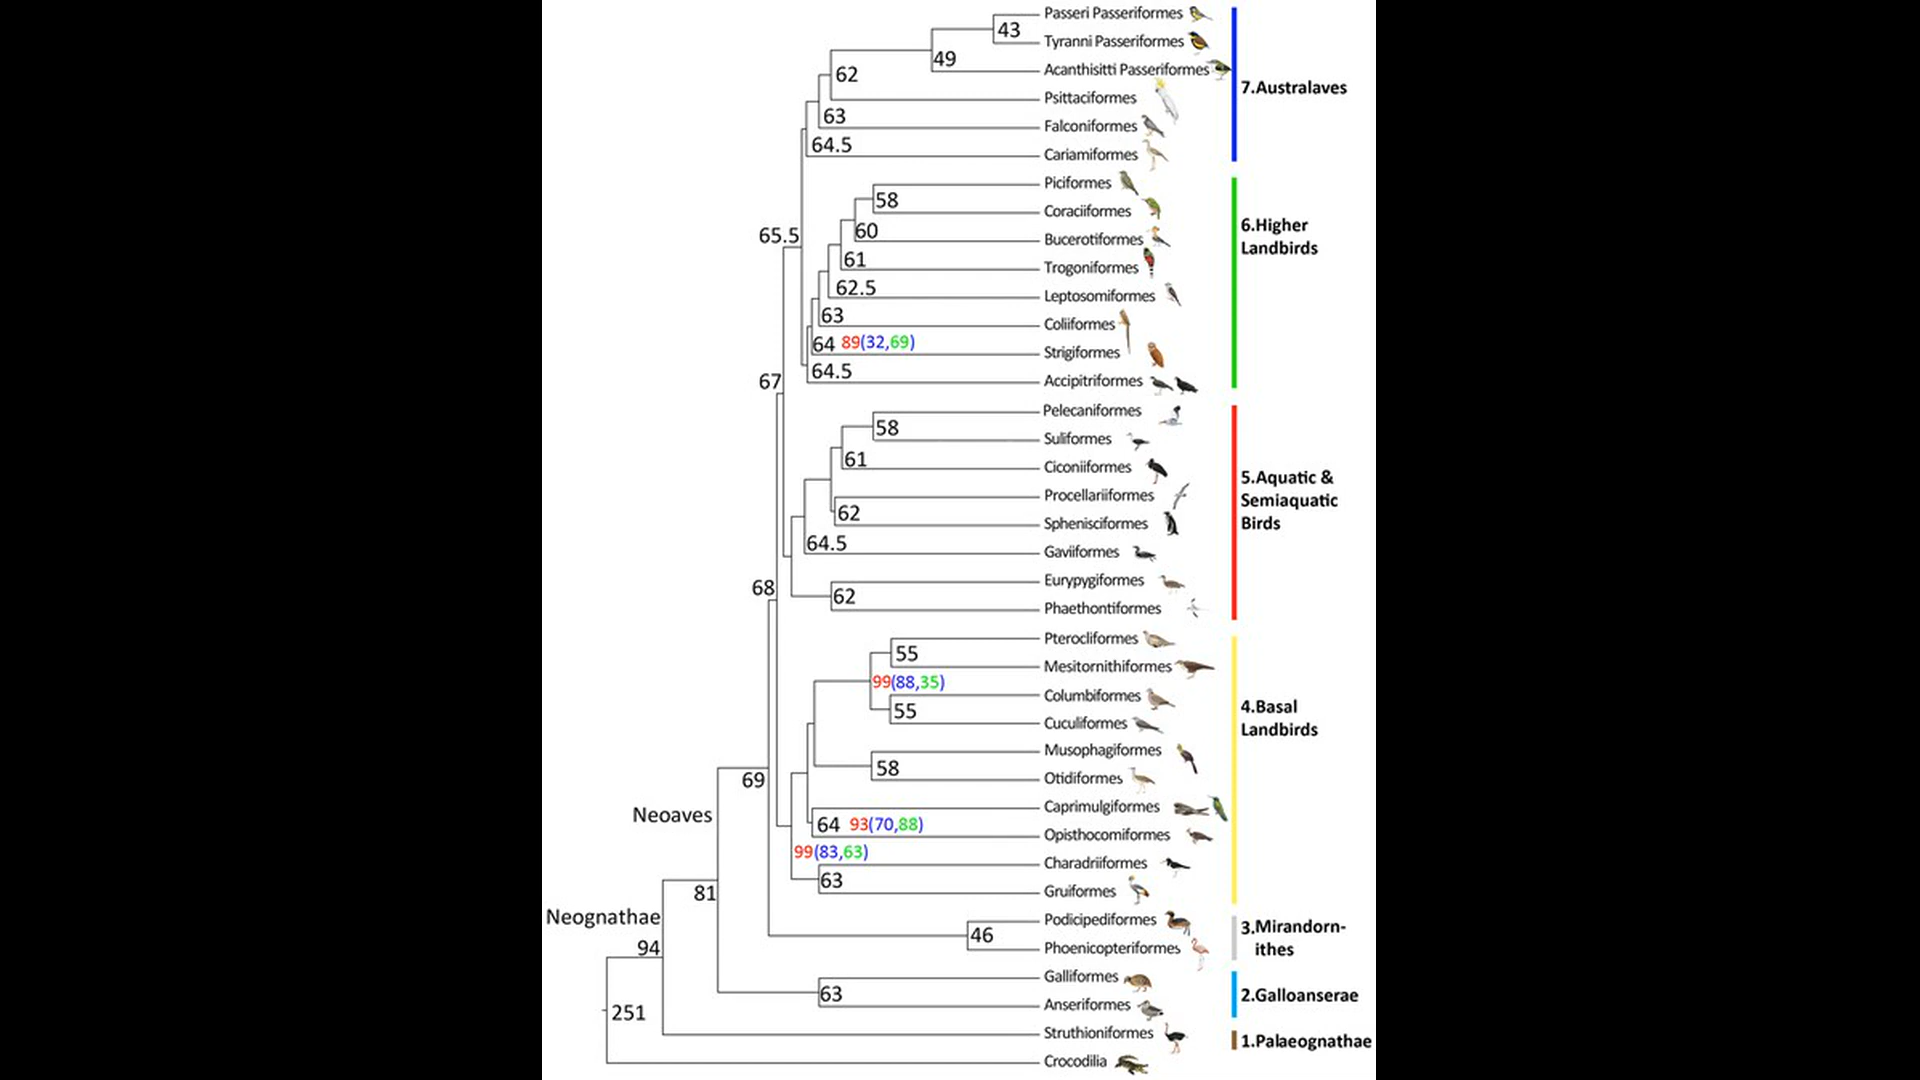 Passeri Passeriformes
43
Tyranni Passeriformes
49
Acanthisitti Passeriformes
62
7.Australaves
Psittaciformes
63
Falconiformes
64.5
Cariamiformes
Piciformes
58
Coraciiformes
6.Higher
Landbirds
60
Bucerotiformes
65.5
61
Trogoniformes
62.5
Leptosomiformes
63
Coliiformes
64 89(32,69)
Strigiformes
64.5
Accipitriformes
67
Pelecaniformes
58
Suliformes
61
Ciconiiformes
5.Aquatic &
Semiaquatic
Birds
Procellariiformes
62
Sphenisciformes
64.5
Gaviiformes
Eurypygiformes
68
62
Phaethontiformes
Pterocliformes
55
Mesitornithiformes
99(88,35)
Columbiformes
55
4.Basal
Landbirds
Cuculiformes
Musophagiformes
58
Otidiformes
69
Caprimulgiformes
Neoaves
64 93(70,88)
Opisthocomiformes
99(83,63)
Charadriiformes
63
Gruiformes
81
Neognathae
Podicipediformes
46
3.Mirandorn-
ithes
Phoenicopteriformes
94
Galliformes
63
2.Galloanserae
Anseriformes
251
Struthioniformes
1.Palaeognathae
Crocodilia